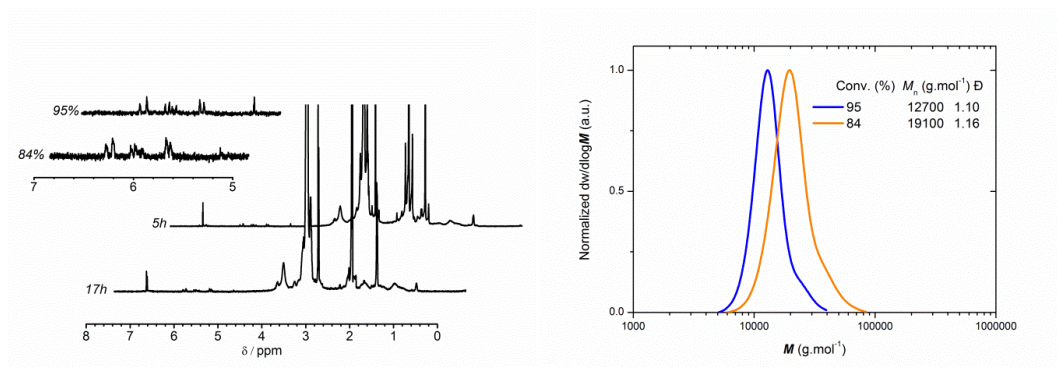 95%
84%
7 6 5
5h
17h
8 7 6 5 4 3 2 1 0
δ / ppm
Normalized dw/dlogM (a.u.)
1.0
0.5
0.0
Conv. (%) Mn (g.mol-1) Đ
95 12700 1.10
84 19100 1.16
1000 10000 100000 1000000
M (g.mol-1)